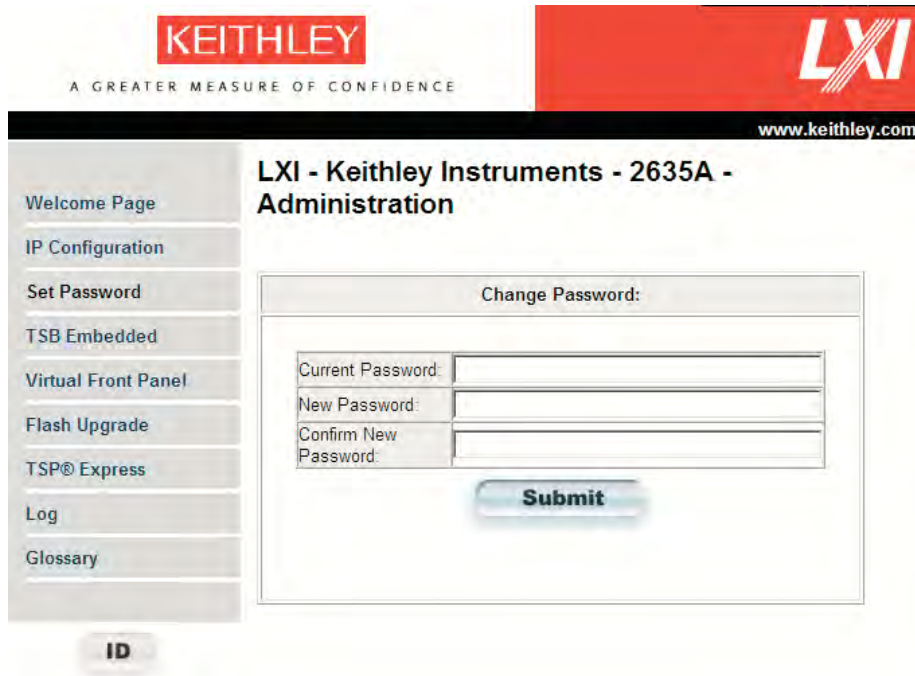 KEITHLEY
A GREATER MEASURE OF CONFIDENCE
LXI
www.keithley.com
Welcome Page
IP Configuration
Set Password
TSB Embedded
Virtual Front Panel
Flash Upgrade
TSP® Express
Log
Glossary
ID
LXI - Keithley Instruments - 2635A -
Administration
Change Password:
Current Password:
New Password:
Confirm New
Password:
Submit